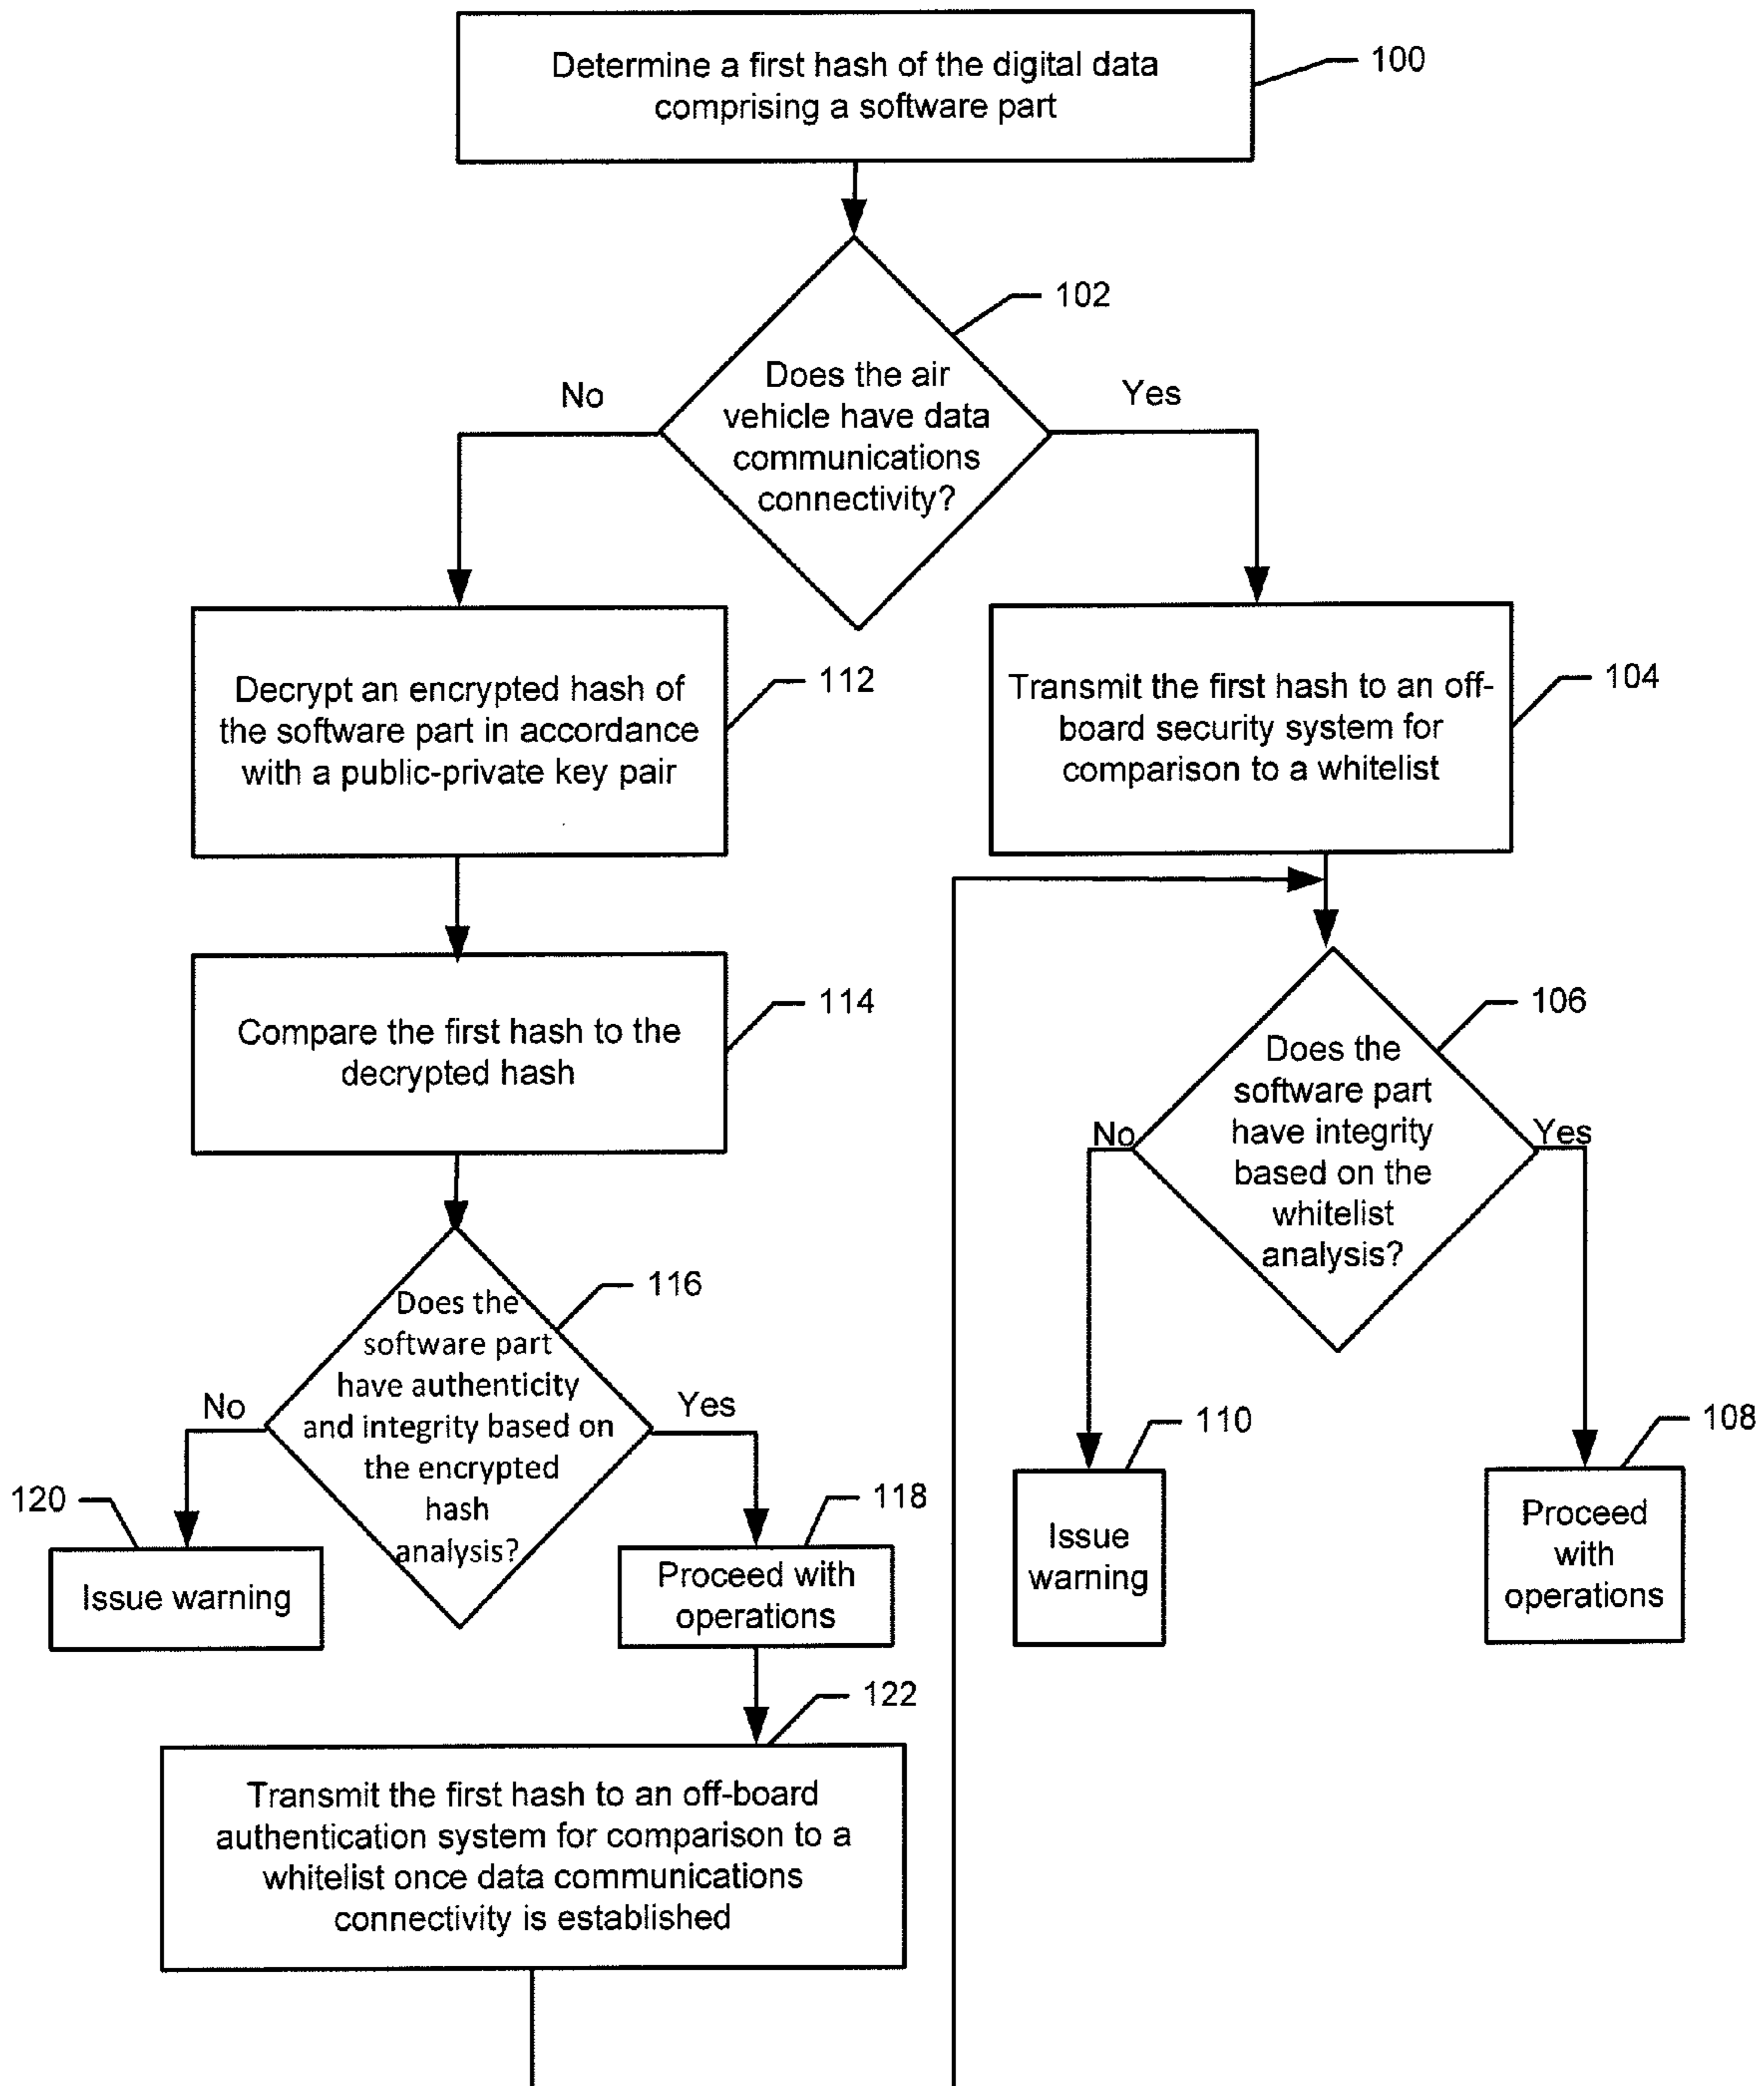 Determine a first hash of the digital data
comprising a software part
100
102
Does the air
vehicle have data
communications
connectivity?
No
Yes
Decrypt an encrypted hash of
the software part in accordance
with a public-private key pair
112
Transmit the first hash to an off-
board security system for
comparison to a whitelist
104
Compare the first hash to the
decrypted hash
114
106
Does the
software part
have integrity
based on the
whitelist
analysis?
No
Yes
116
Does the
software part
have authenticity
and integrity based on
the encrypted
hash
analysis?
No
Yes
110
108
120
118
Issue warning
Proceed with
operations
Issue
warning
Proceed
with
operations
122
Transmit the first hash to an off-board
authentication system for comparison to a
whitelist once data communications
connectivity is established